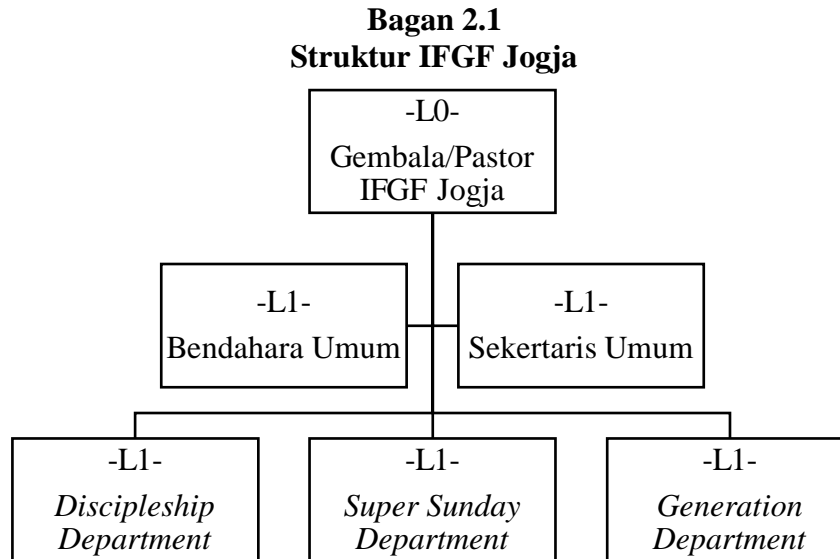 Bagan 2.1
Struktur IFGF Jogja
-L0-
Gembala/Pastor
IFGF Jogja
-L1-
Bendahara Umum
-L1-
Sekertaris Umum
-L1-
Discipleship
Department
-L1-
Super Sunday
Department
-L1-
Generation
Department